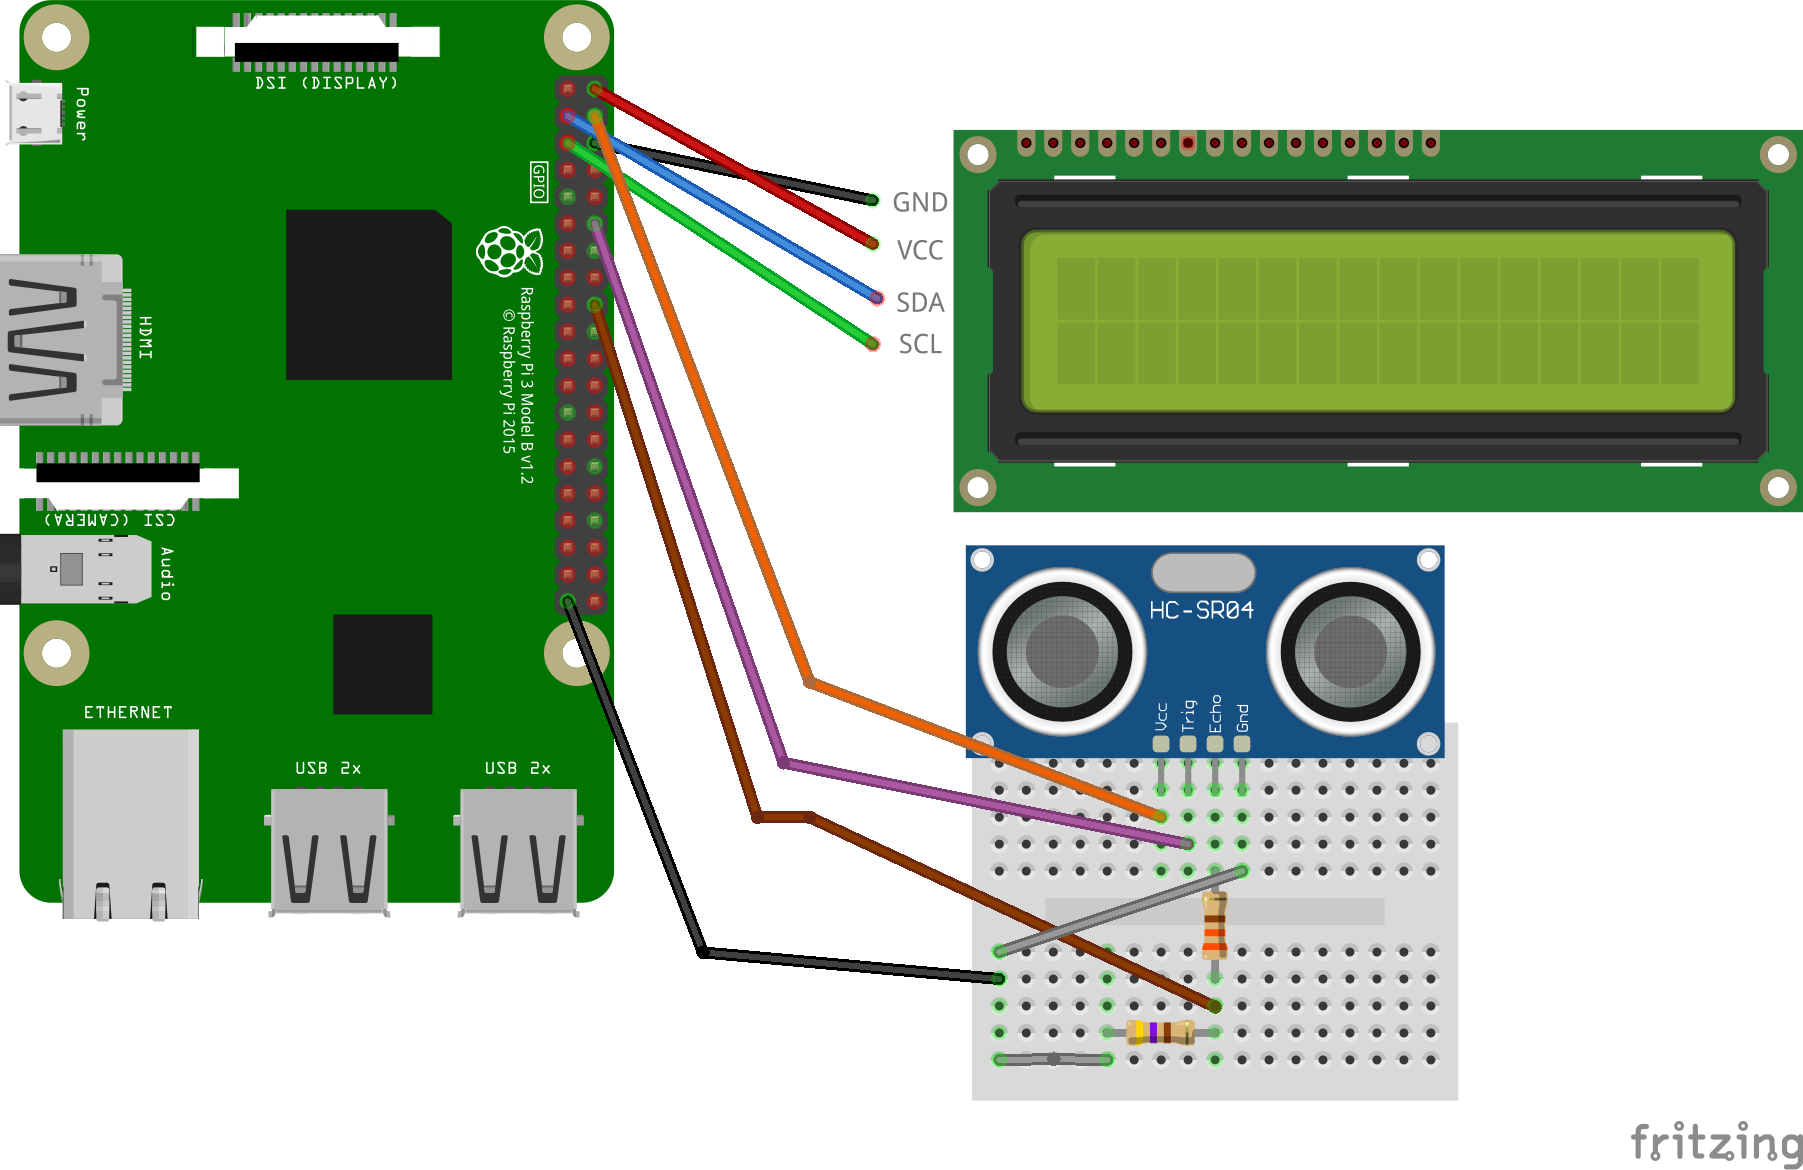 DSI (DISPLAY)
Power
GPIO
HDMI
Raspberry Pi 3 Model B v1.2
© Raspberry Pi 2015
CSI (CAMERA)
Audio
ETHERNET
USB 2x
USB 2x
GND
VCC
SDA
SCL
HC-SR04
Vcc
Trig
Echo
Gnd
fritzing